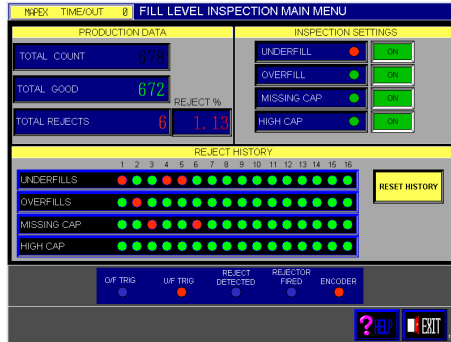 MAPEX TIME/OUT 0 FILL LEVEL INSPECTION MAIN MENU
PRODUCTION DATA
TOTAL COUNT 678
TOTAL GOOD 672
REJECT %
TOTAL REJECTS 6 1.13
INSPECTION SETTINGS
UNDERFILL ON
OVERFILL ON
MISSING CAP ON
HIGH CAP ON
REJECT HISTORY
1 2 3 4 5 6 7 8 9 10 11 12 13 14 15 16
UNDERFILLS
OVERFILLS
MISSING CAP
HIGH CAP
RESET HISTORY
O/F TRIG
U/F TRIG
REJECT
DETECTED
REJECTOR
FIRED
ENCODER
? HELP
EXIT